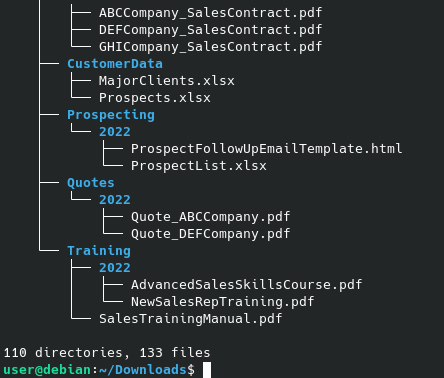 │   ├── ABCCompany_SalesContract.pdf
│   ├── DEFCompany_SalesContract.pdf
│   └── GHICompany_SalesContract.pdf
├── CustomerData
│   ├── MajorClients.xlsx
│   └── Prospects.xlsx
├── Prospecting
│   └── 2022
│       ├── ProspectFollowUpEmailTemplate.html
│       └── ProspectList.xlsx
├── Quotes
│   └── 2022
│       ├── Quote_ABCCompany.pdf
│       └── Quote_DEFCompany.pdf
└── Training
    ├── 2022
    │   ├── AdvancedSalesSkillsCourse.pdf
    │   └── NewSalesRepTraining.pdf
    └── SalesTrainingManual.pdf

110 directories, 133 files
user@debian:~/Downloads$